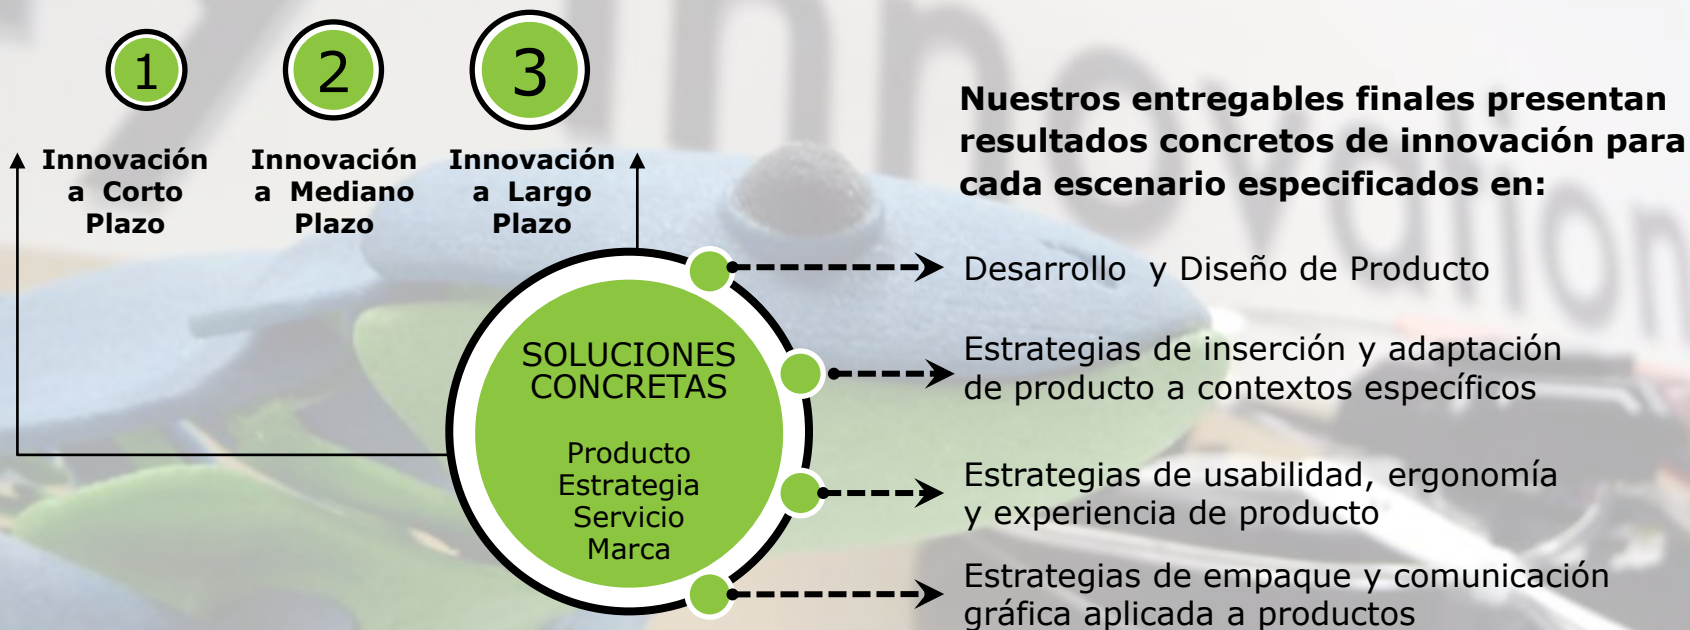 1
2
3
Innovación
a Corto
Plazo
Innovación
a Mediano
Plazo
Innovación
a Largo
Plazo
SOLUCIONES
CONCRETAS
Producto
Estrategia
Servicio
Marca
Nuestros entregables finales presentan
resultados concretos de innovación para
cada escenario especificados en:
Desarrollo y Diseño de Producto
Estrategias de inserción y adaptación
de producto a contextos específicos
Estrategias de usabilidad, ergonomía
y experiencia de producto
Estrategias de empaque y comunicación
gráfica aplicada a productos
Innovation